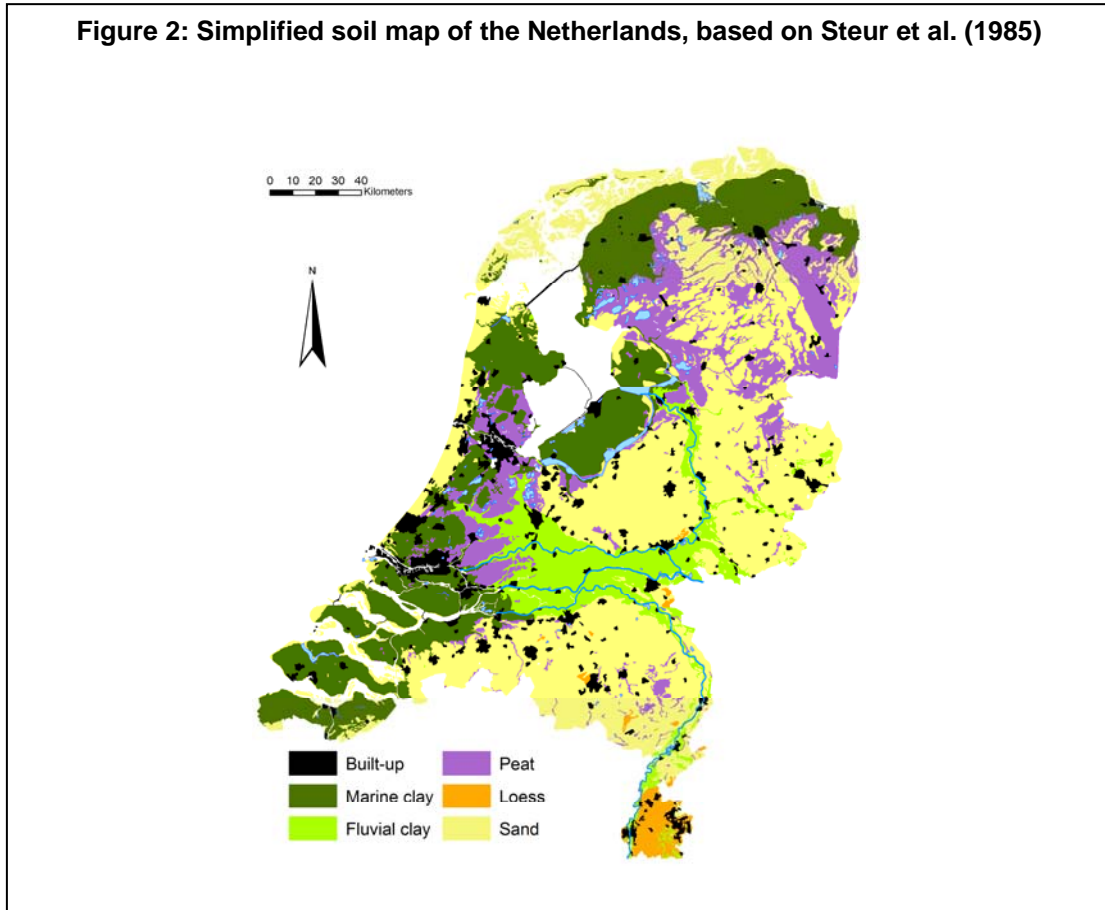 Figure 2: Simplified soil map of the Netherlands, based on Steur et al. (1985)
0 10 20 30 40
Kilometers
N
Built-up
Peat
Marine clay
Loess
Fluvial clay
Sand